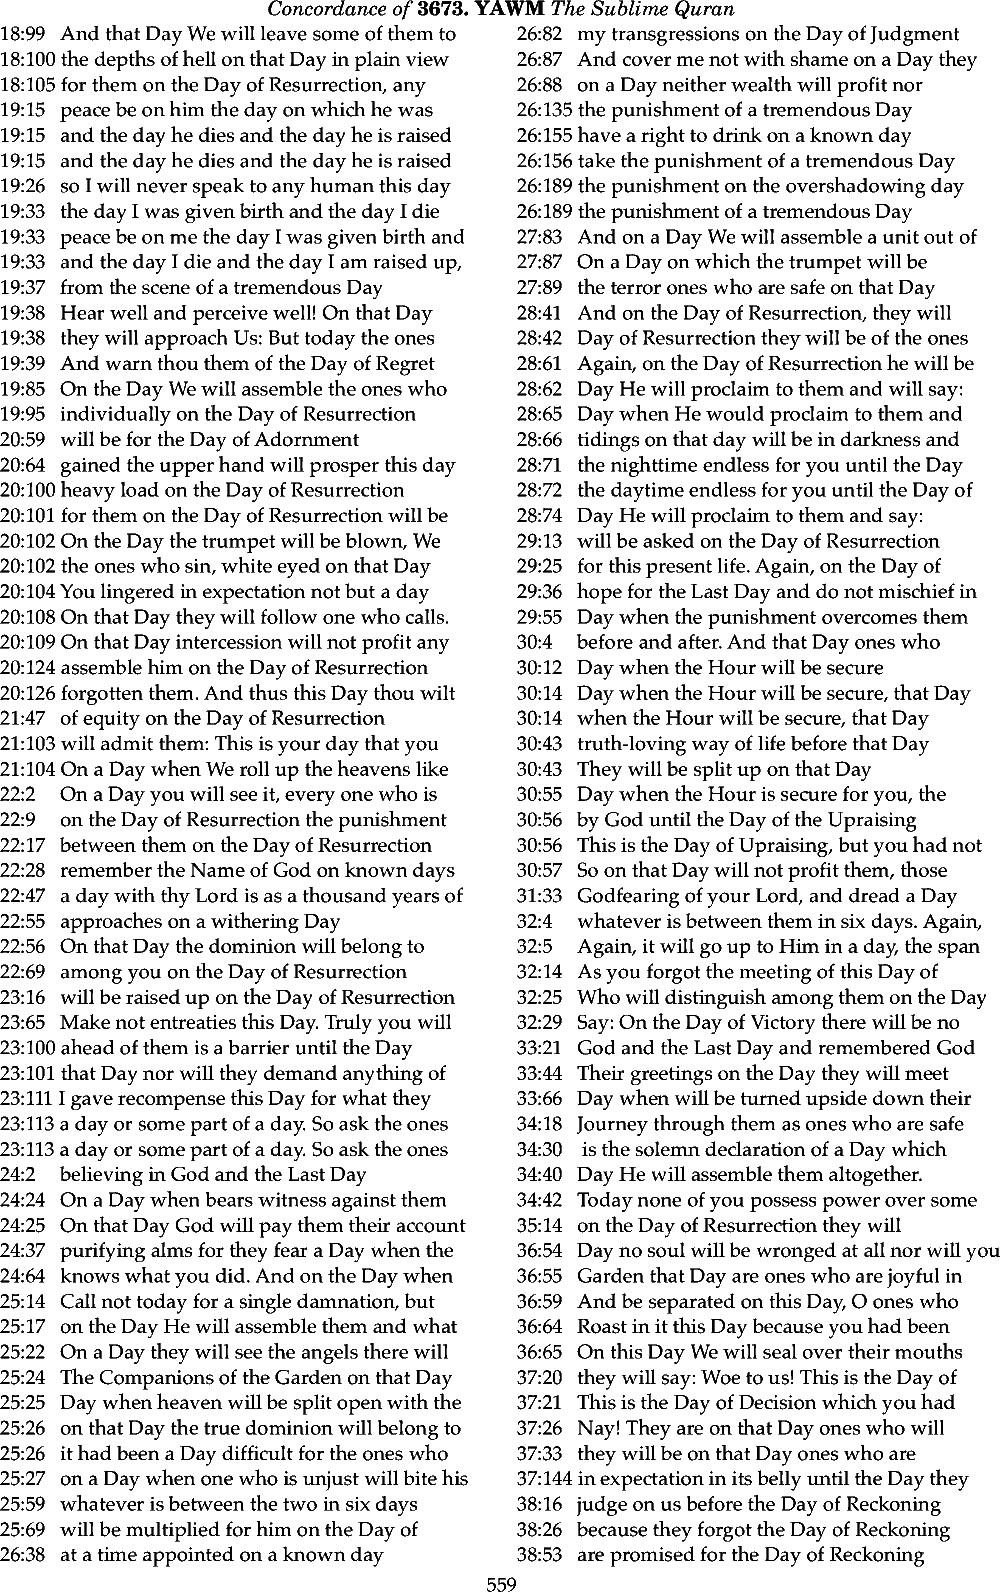 Concordance of 3673. YAWM The Sublime Quran
18:99 And that Day We will leave some of them to
18:100 the depths of hell on that Day in plain view
18:105 for them on the Day of Resurrection, any
19:15 peace be on him the day on which he was
19:15 and the day he dies and the day he is raised
19:15 and the day he dies and the day he is raised
19:26 so I will never speak to any human this day
19:33 the day I was given birth and the day I die
19:33 peace be on me the day I was given birth and
19:33 and the day I die and the day I am raised up,
19:37 from the scene of a tremendous Day
19:38 Hear well and perceive well! On that Day
19:38 they will approach Us: But today the ones
19:39 And warn thou them of the Day of Regret
19:85 On the Day We will assemble the ones who
19:95 individually on the Day of Resurrection
20:59 will be for the Day of Adornment
20:64 gained the upper hand will prosper this day
20:100 heavy load on the Day of Resurrection
20:101 for them on the Day of Resurrection will be
20:102 On the Day the trumpet will be blown, We
20:102 the ones who sin, white eyed on that Day
20:104 You lingered in expectation not but a day
20:108 On that Day they will follow one who calls.
20:109 On that Day intercession will not profit any
20:124 assemble him on the Day of Resurrection
20:126 forgotten them. And thus this Day thou wilt
21:47 of equity on the Day of Resurrection
21:103 will admit them: This is your day that you
21:104 On a Day when We roll up the heavens like
22:2 On a Day you will see it, every one who is
22:9 on the Day of Resurrection the punishment
22:17 between them on the Day of Resurrection
22:28 remember the Name of God on known days
22:47 a day with thy Lord is as a thousand years of
22:55 approaches on a withering Day
22:56 On that Day the dominion will belong to
22:69 among you on the Day of Resurrection
23:16 will be raised up on the Day of Resurrection
23:65 Make not entreaties this Day. Truly you will
23:100 ahead of them is a barrier until the Day
23:101 that Day nor will they demand anything of
23:111 I gave recompense this Day for what they
23:113 a day or some part of a day. So ask the ones
23:113 a day or some part of a day. So ask the ones
24:2 believing in God and the Last Day
24:24 On a Day when bears witness against them
24:25 On that Day God will pay them their account
24:37 purifying alms for they fear a Day when the
24:64 knows what you did. And on the Day when
25:14 Call not today for a single damnation, but
25:17 on the Day He will assemble them and what
25:22 On a Day they will see the angels there will
25:24 The Companions of the Garden on that Day
25:25 Day when heaven will be split open with the
25:26 on that Day the true dominion will belong to
25:26 it had been a Day difficult for the ones who
25:27 on a Day when one who is unjust will bite his
25:59 whatever is between the two in six days
25:69 will be multiplied for him on the Day of
26:38 at a time appointed on a known day
26:82 my transgressions on the Day of Judgment
26:87 And cover me not with shame on a Day they
26:88 on a Day neither wealth will profit nor
26:135 the punishment of a tremendous Day
26:155 have a right to drink on a known day
26:156 take the punishment of a tremendous Day
26:189 the punishment on the overshadowing day
26:189 the punishment of a tremendous Day
27:83 And on a Day We will assemble a unit out of
27:87 On a Day on which the trumpet will be
27:89 the terror ones who are safe on that Day
28:41 And on the Day of Resurrection, they will
28:42 Day of Resurrection they will be of the ones
28:61 Again, on the Day of Resurrection he will be
28:62 Day He will proclaim to them and will say:
28:65 Day when He would proclaim to them and
28:66 tidings on that day will be in darkness and
28:71 the nighttime endless for you until the Day
28:72 the daytime endless for you until the Day of
28:74 Day He will proclaim to them and say:
29:13 will be asked on the Day of Resurrection
29:25 for this present life. Again, on the Day of
29:36 hope for the Last Day and do not mischief in
29:55 Day when the punishment overcomes them
30:4 before and after. And that Day ones who
30:12 Day when the Hour will be secure
30:14 Day when the Hour will be secure, that Day
30:14 when the Hour will be secure, that Day
30:43 truth-loving way of life before that Day
30:43 They will be split up on that Day
30:55 Day when the Hour is secure for you, the
30:56 by God until the Day of the Upraising
30:56 This is the Day of Upraising, but you had not
30:57 So on that Day will not profit them, those
31:33 Godfearing of your Lord, and dread a Day
32:4 whatever is between them in six days. Again,
32:5 Again, it will go up to Him in a day, the span
32:14 As you forgot the meeting of this Day of
32:25 Who will distinguish among them on the Day
32:29 Say: On the Day of Victory there will be no
33:21 God and the Last Day and remembered God
33:44 Their greetings on the Day they will meet
33:66 Day when will be turned upside down their
34:18 Journey through them as ones who are safe
34:30 is the solemn declaration of a Day which
34:40 Day He will assemble them altogether.
34:42 Today none of you possess power over some
35:14 on the Day of Resurrection they will
36:54 Day no soul will be wronged at all nor will you
36:55 Garden that Day are ones who are joyful in
36:59 And be separated on this Day, O ones who
36:64 Roast in it this Day because you had been
36:65 On this Day We will seal over their mouths
37:20 they will say: Woe to us! This is the Day of
37:21 This is the Day of Decision which you had
37:26 Nay! They are on that Day ones who will
37:33 they will be on that Day ones who are
37:144 in expectation in its belly until the Day they
38:16 judge on us before the Day of Reckoning
38:26 because they forgot the Day of Reckoning
38:53 are promised for the Day of Reckoning
559